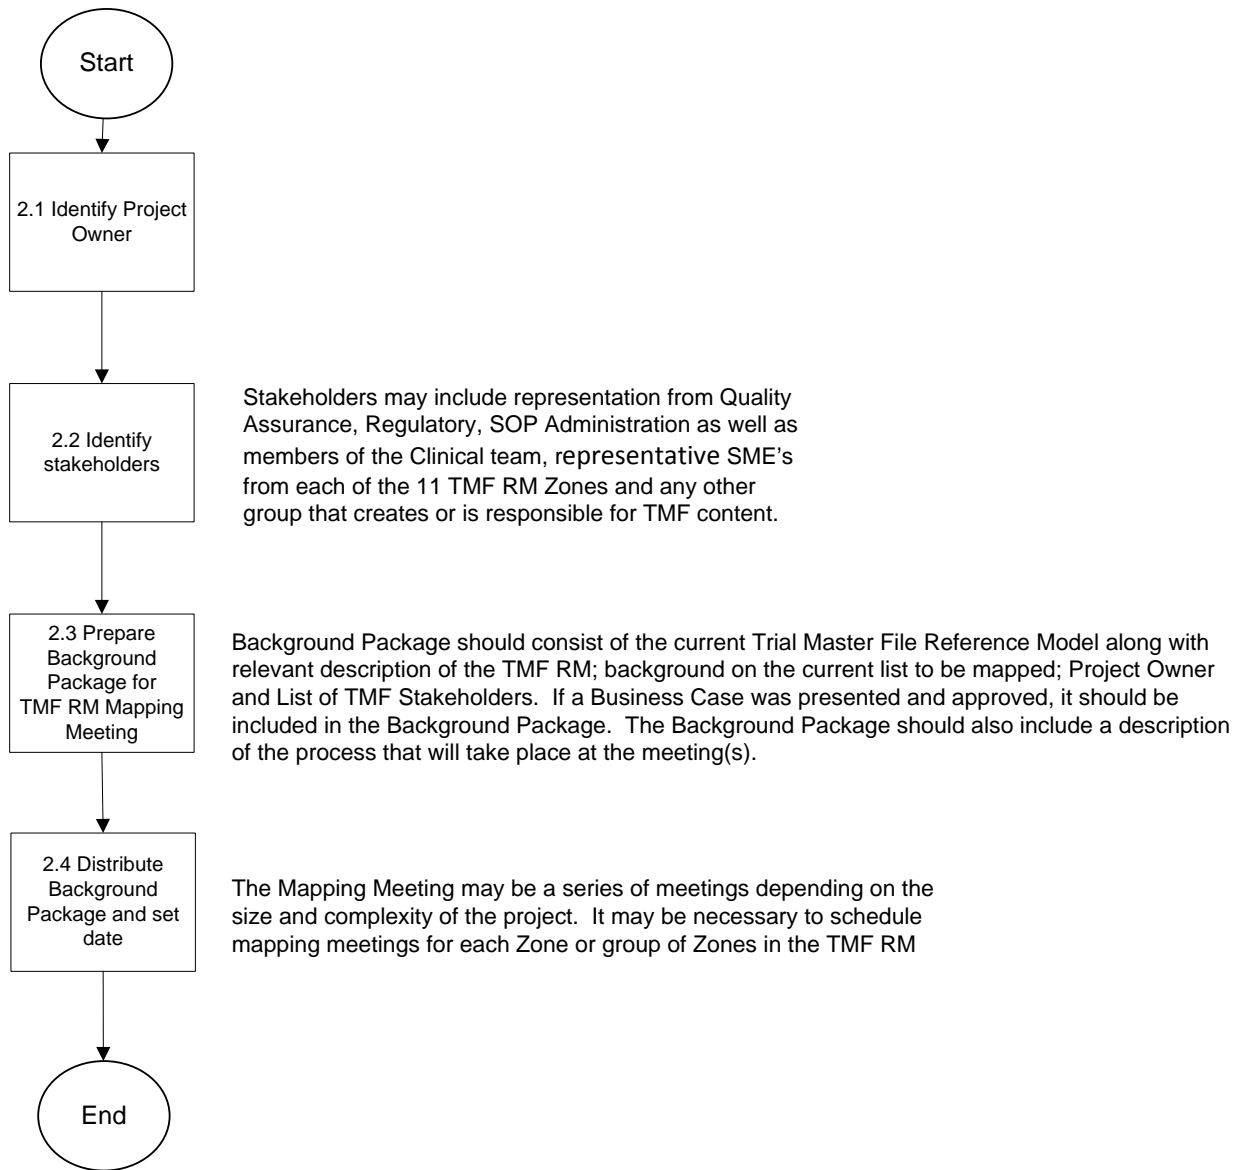 Start
2.1 Identify Project
Owner
2.2 Identify
stakeholders
Stakeholders may include representation from Quality
Assurance, Regulatory, SOP Administration as well as
members of the Clinical team, representative SME's
from each of the 11 TMF RM Zones and any other
group that creates or is responsible for TMF content.
2.3 Prepare
Background
Package for
TMF RM Mapping
Meeting
Background Package should consist of the current Trial Master File Reference Model along with
relevant description of the TMF RM; background on the current list to be mapped; Project Owner
and List of TMF Stakeholders.  If a Business Case was presented and approved, it should be
included in the Background Package.  The Background Package should also include a description
of the process that will take place at the meeting(s).
2.4 Distribute
Background
Package and set
date
The Mapping Meeting may be a series of meetings depending on the
size and complexity of the project.  It may be necessary to schedule
mapping meetings for each Zone or group of Zones in the TMF RM
End